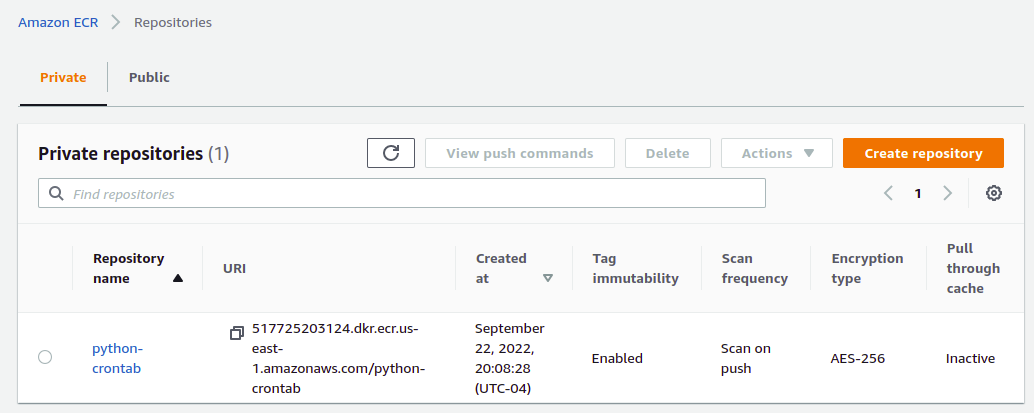 Amazon ECR > Repositories
Private Public
Private repositories (1) View push commands Delete Actions Create repository
Find repositories 1
Repository name
URI
Created at
Tag immutability
Scan frequency
Encryption type
Pull through cache
python-
crontab
517725203124.dkr.ecr.us-
east-
1.amazonaws.com/python-
crontab
September
22, 2022,
20:08:28
(UTC-04)
Enabled
Scan on
push
AES-256
Inactive